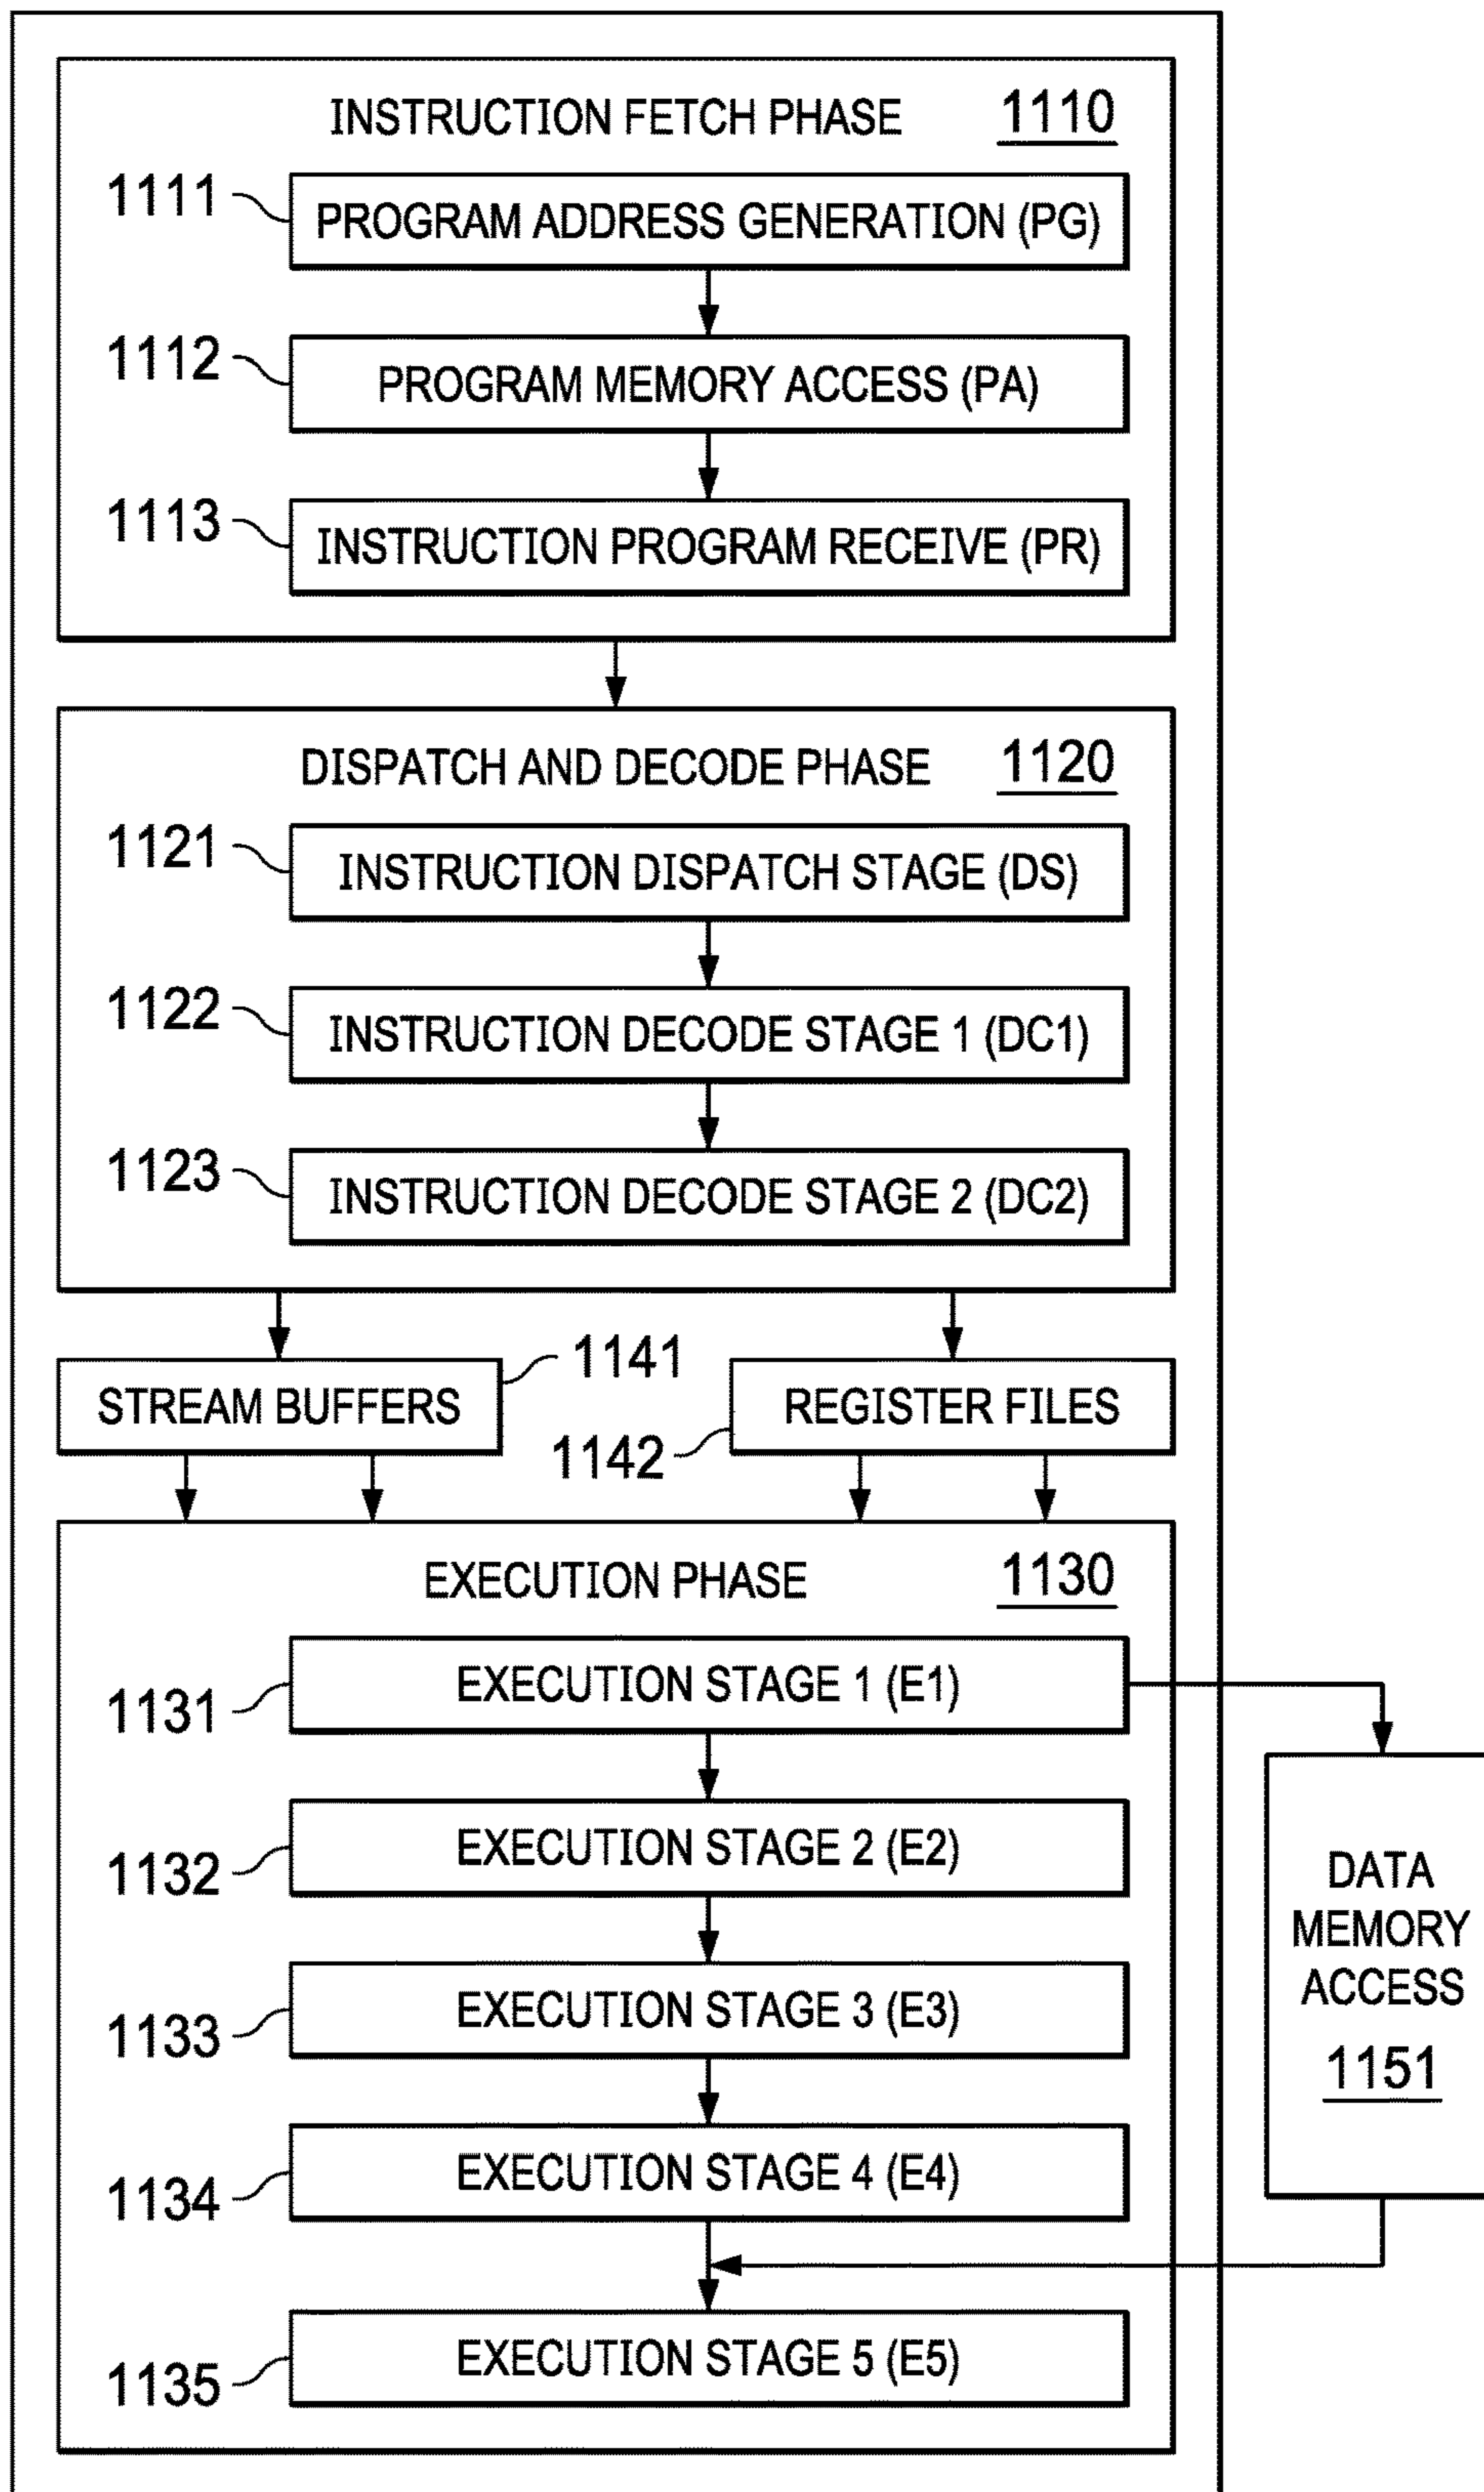 INSTRUCTION FETCH PHASE 1110
1111 PROGRAM ADDRESS GENERATION (PG)
1112 PROGRAM MEMORY ACCESS (PA)
1113 INSTRUCTION PROGRAM RECEIVE (PR)
DISPATCH AND DECODE PHASE 1120
1121 INSTRUCTION DISPATCH STAGE (DS)
1122 INSTRUCTION DECODE STAGE 1 (DC1)
1123 INSTRUCTION DECODE STAGE 2 (DC2)
STREAM BUFFERS 1141
1142 REGISTER FILES
EXECUTION PHASE 1130
1131 EXECUTION STAGE 1 (E1)
1132 EXECUTION STAGE 2 (E2)
1133 EXECUTION STAGE 3 (E3)
1134 EXECUTION STAGE 4 (E4)
1135 EXECUTION STAGE 5 (E5)
DATA
MEMORY
ACCESS
1151